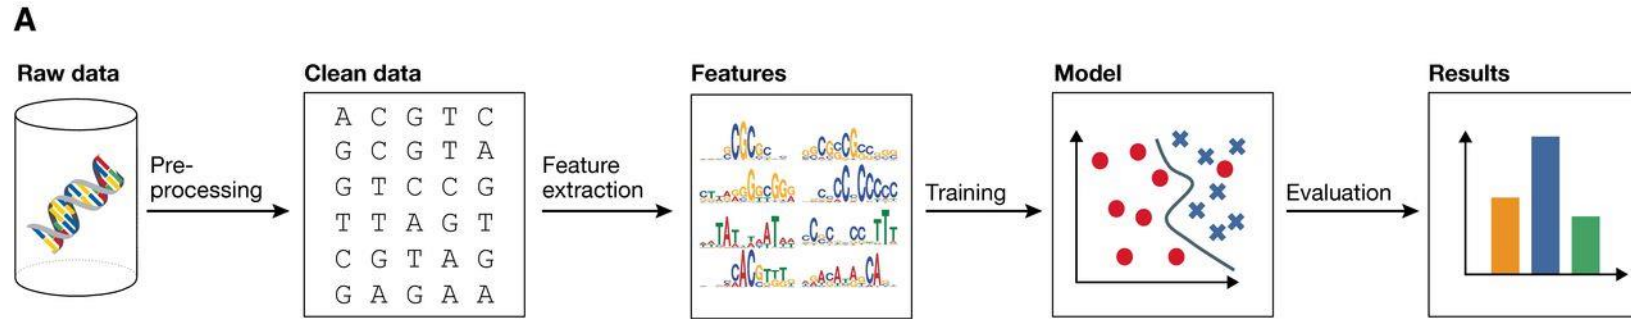 A
Raw data
Clean data
Features
Model
Results
Pre-
processing
A C G T C
G C G T A
G T C C G
T T A G T
C G T A G
G A G A A
Feature
extraction
Training
Evaluation